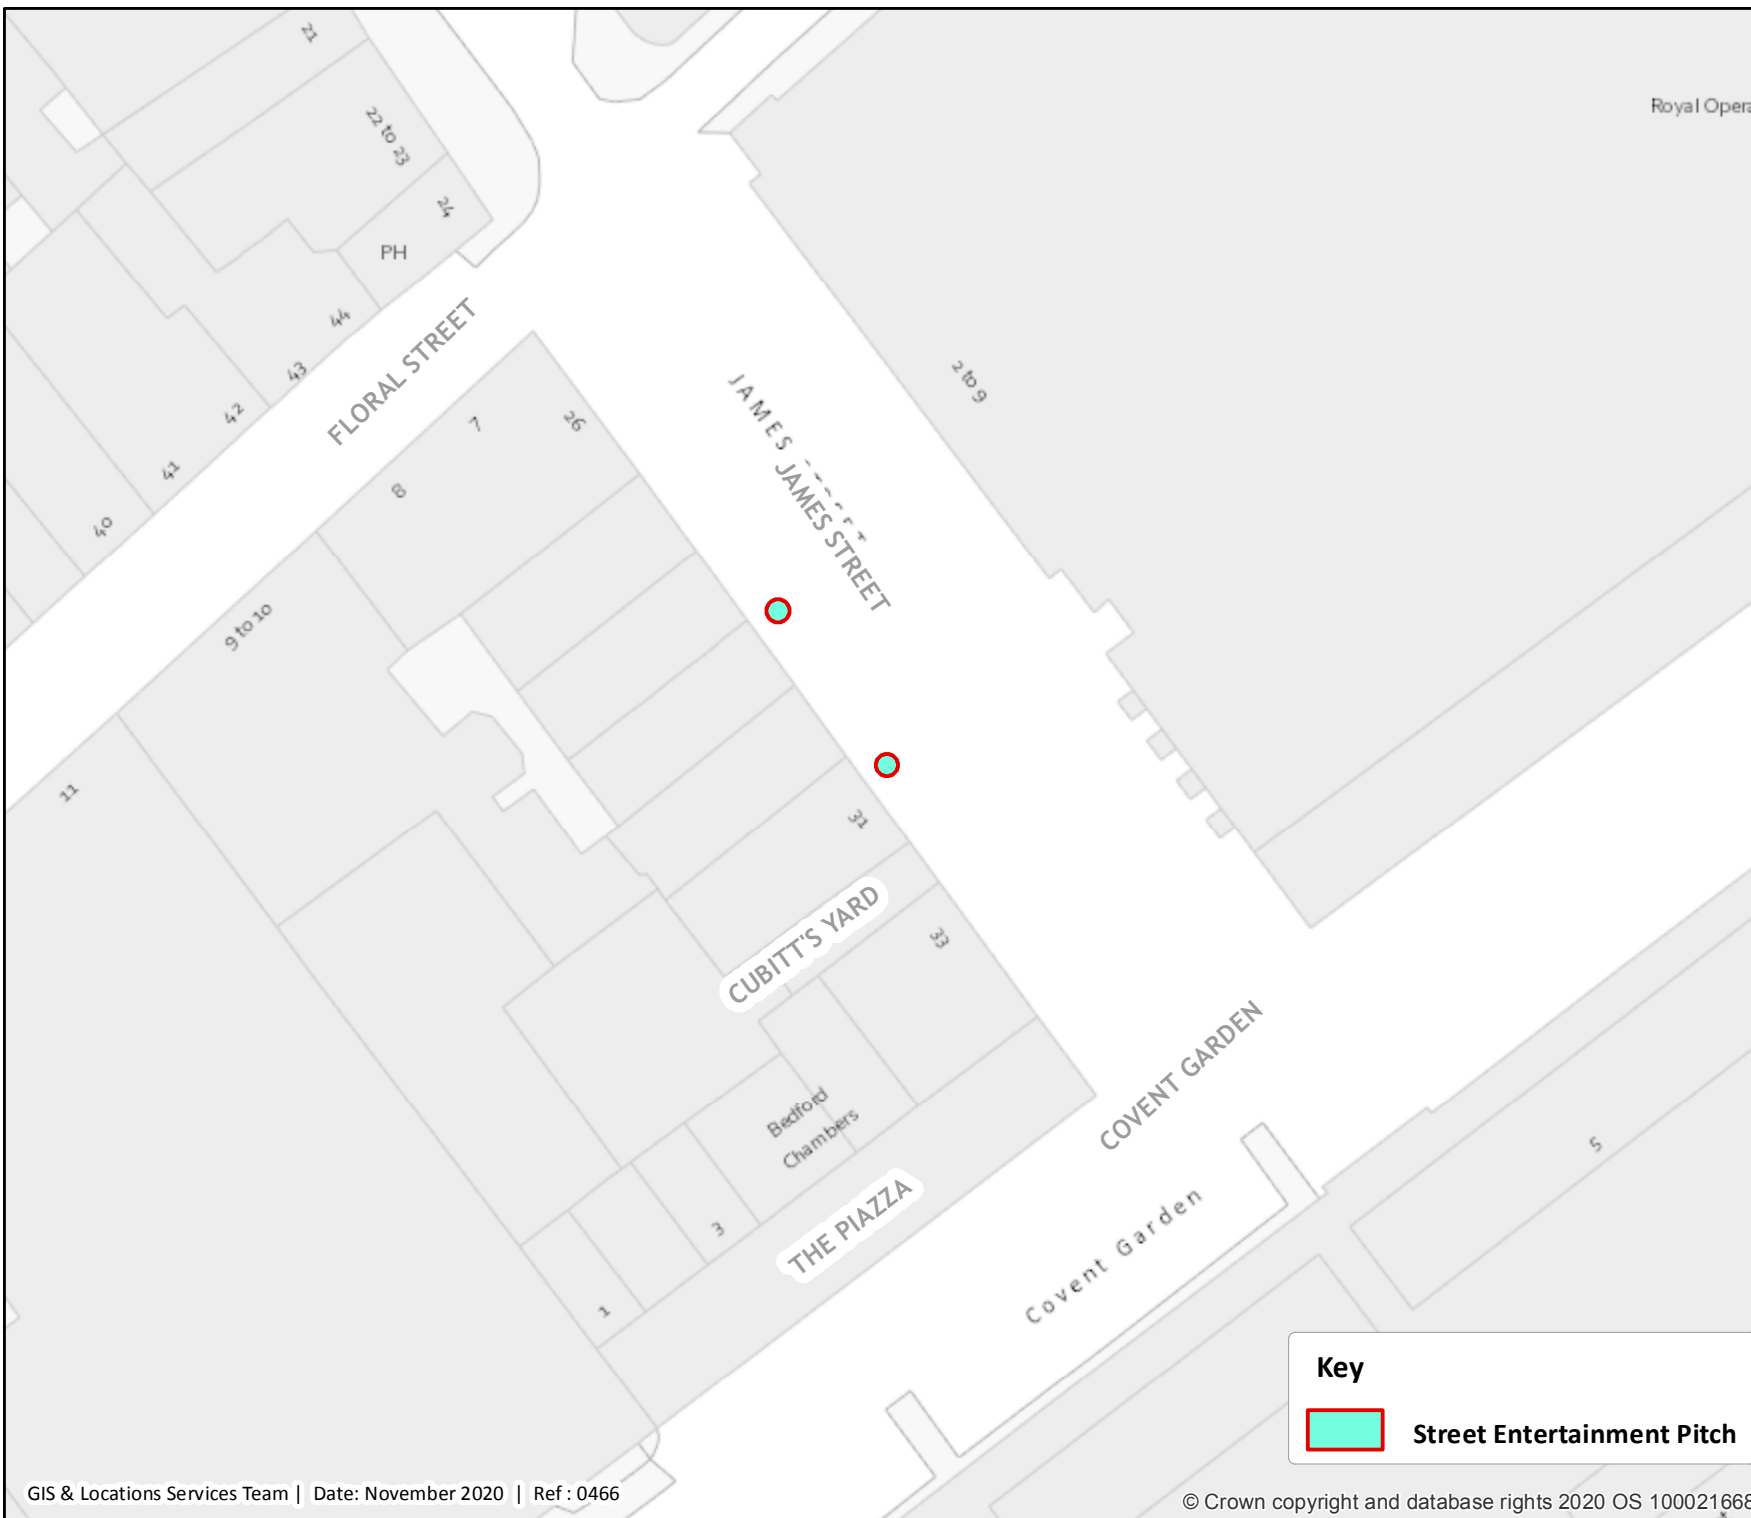 21
Royal Opera
22 to 23
24
PH
44
FLORAL STREET
43
42
41
40
7
26
8
2 to 9
JAMES
JAMES STREET
9 to 10
11
31
CUBITT'S YARD
33
COVENT GARDEN
Bedford
Chambers
5
THE PIAZZA
Covent Garden
3
1
Key
Street Entertainment Pitch
GIS & Locations Services Team | Date: November 2020 | Ref : 0466
© Crown copyright and database rights 2020 OS 100021668